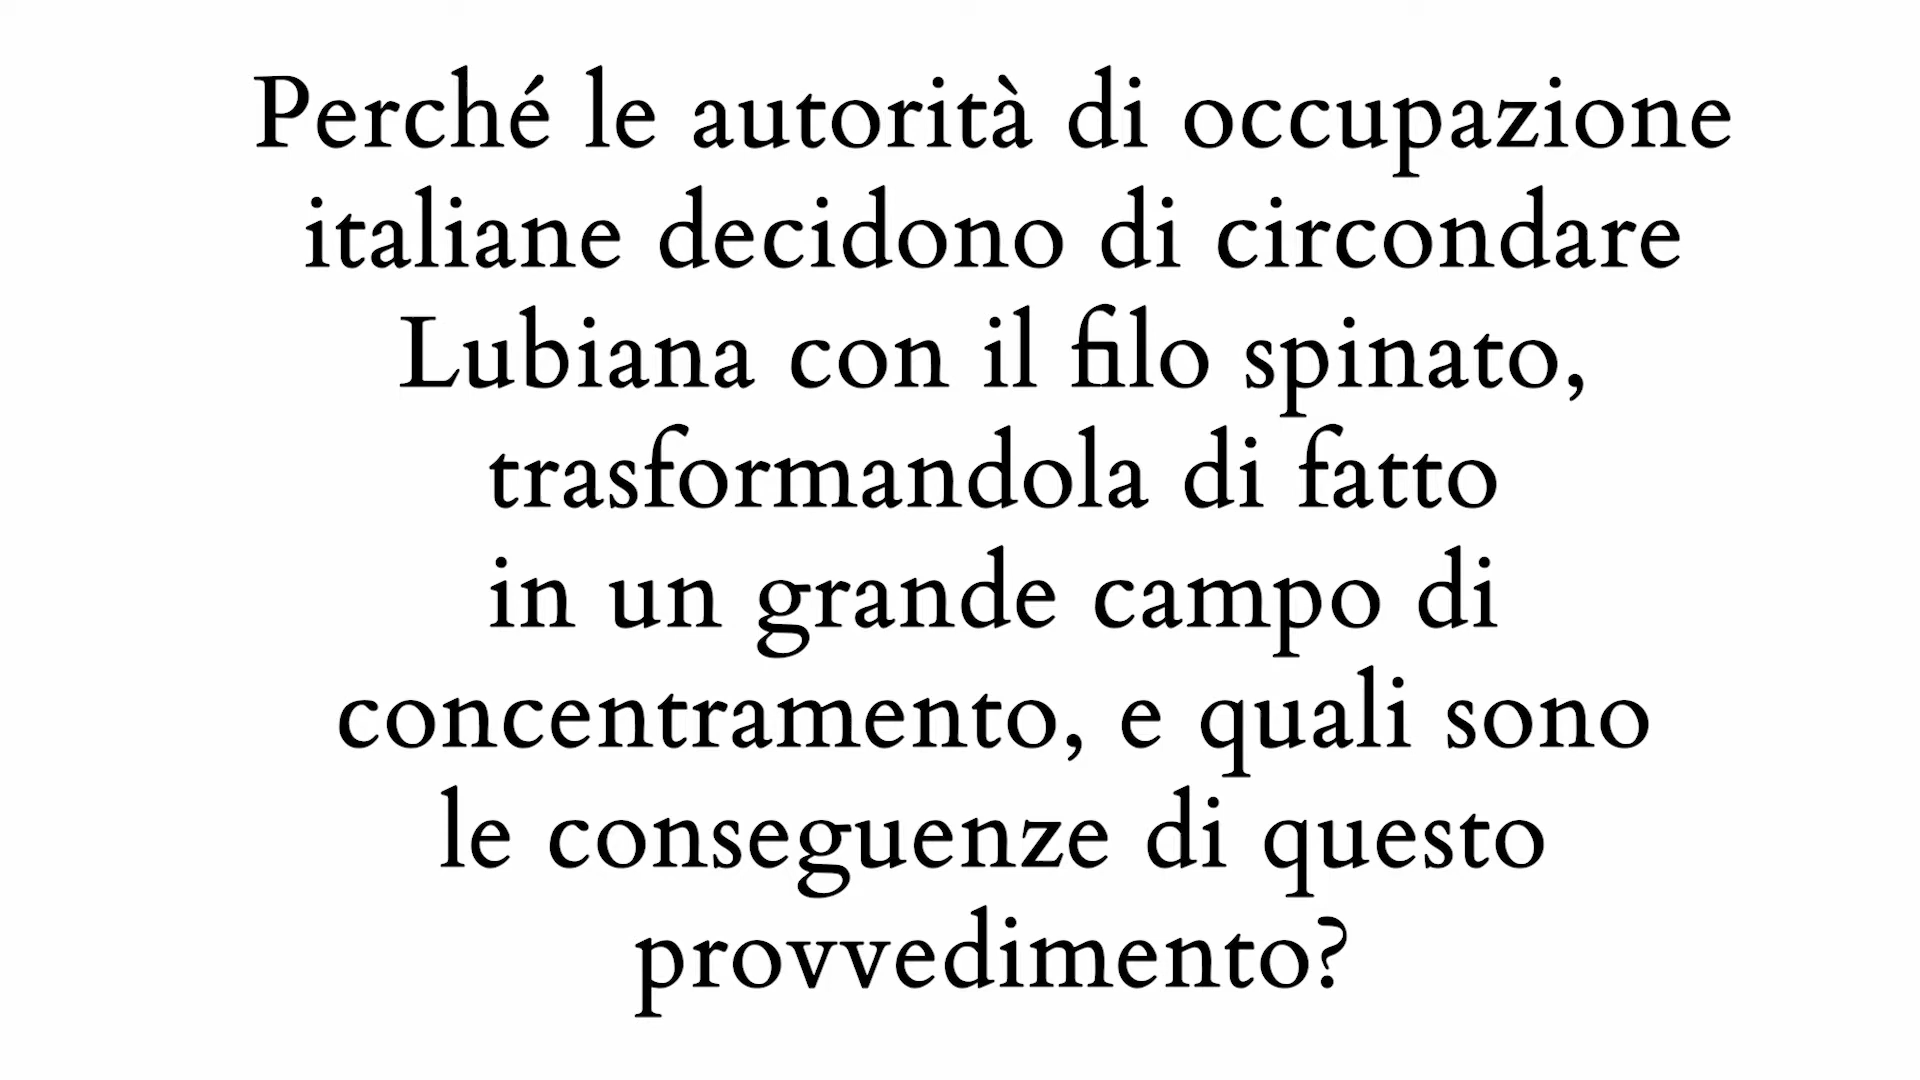 Perché le autorità di occupazione
italiane decidono di circondare
Lubiana con il filo spinato,
trasformandola di fatto
in un grande campo di
concentramento, e quali sono
le conseguenze di questo
provvedimento?